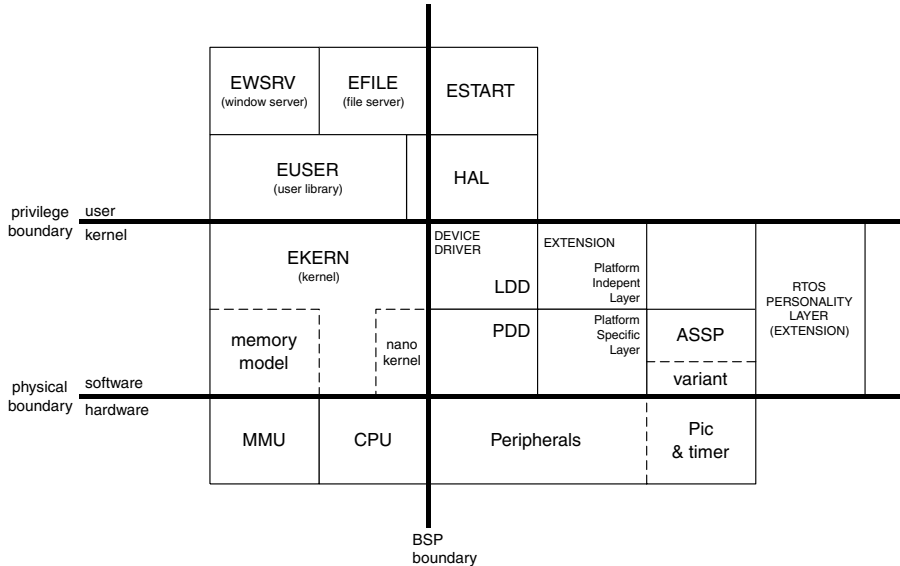 EWSRV
(window server)
EFILE
(file server)
ESTART
EUSER
(user library)
HAL
privilege
boundary
user
kernel
EKERN
(kernel)
DEVICE
DRIVER
LDD
EXTENSION
Platform
Indepent
Layer
RTOS
PERSONALITY
LAYER
(EXTENSION)
memory
model
nano
kernel
PDD
Platform
Specific
Layer
ASSP
variant
physical
boundary
software
hardware
MMU
CPU
Peripherals
Pic
& timer
BSP
boundary